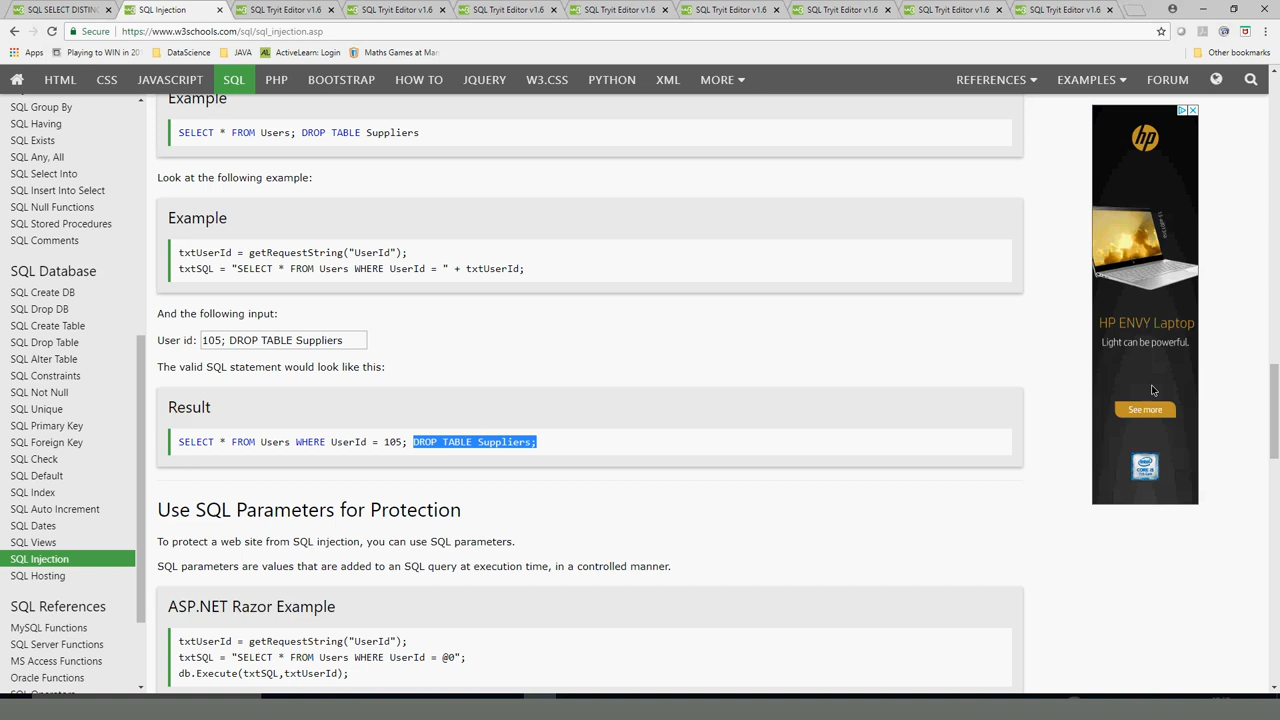 SQL SELECT DISTINC
SQL Injection
SQL Tryit Editor v1.6
SQL Tryit Editor v1.6
SQL Tryit Editor v1.6
SQL Tryit Editor v1.6
SQL Tryit Editor v1.6
SQL Tryit Editor v1.6
SQL Tryit Editor v1.6
SQL Tryit Editor v1.6
Secure https://www.w3schools.com/sql/sql_injection.asp
Apps Playing to WIN in 20 DataScience JAVA ActiveLearn: Login Maths Games at Man Other bookmarks
HTML CSS JAVASCRIPT SQL PHP BOOTSTRAP HOW TO JQUERY W3.CSS PYTHON XML MORE REFERENCES EXAMPLES FORUM
SQL Group By
SQL Having
SQL Exists
SQL Any, All
SQL Select Into
SQL Insert Into Select
SQL Null Functions
SQL Stored Procedures
SQL Comments
SQL Database
SQL Create DB
SQL Drop DB
SQL Create Table
SQL Drop Table
SQL Alter Table
SQL Constraints
SQL Not Null
SQL Unique
SQL Primary Key
SQL Foreign Key
SQL Check
SQL Default
SQL Index
SQL Auto Increment
SQL Dates
SQL Views
SQL Injection
SQL Hosting
SQL References
MySQL Functions
SQL Server Functions
MS Access Functions
Oracle Functions
SQL Operators
Example
SELECT * FROM Users; DROP TABLE Suppliers
Look at the following example:
Example
txtUserId = getRequestString("UserId");
txtSQL = "SELECT * FROM Users WHERE UserId = " + txtUserId;
And the following input:
User id: 105; DROP TABLE Suppliers
The valid SQL statement would look like this:
Result
SELECT * FROM Users WHERE UserId = 105; DROP TABLE Suppliers;
Use SQL Parameters for Protection
To protect a web site from SQL injection, you can use SQL parameters.
SQL parameters are values that are added to an SQL query at execution time, in a controlled manner.
ASP.NET Razor Example
txtUserId = getRequestString("UserId");
txtSQL = "SELECT * FROM Users WHERE UserId = @0";
db.Execute(txtSQL,txtUserId);
hp
HP ENVY Laptop
Light can be powerful.
See more